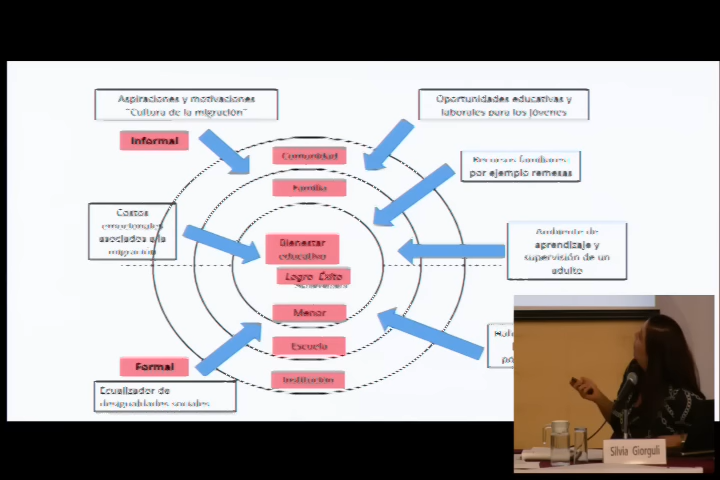 Aspiraciones y motivaciones
"Cultura de la migración"
Oportunidades educativas y
laborales para los jóvenes
Informal
Comunidad
Recursos familiares:
por ejemplo remesas
Familia
Costos
emocionales
asociados a la
migración
Bienestar
educativo
Ambiente de
aprendizaje y
supervisión de un
adulto
Logro Éxito
Menor
Escuela
Formal
Institución
Ecualizador de
desigualdades sociales
Silvia Giorguli